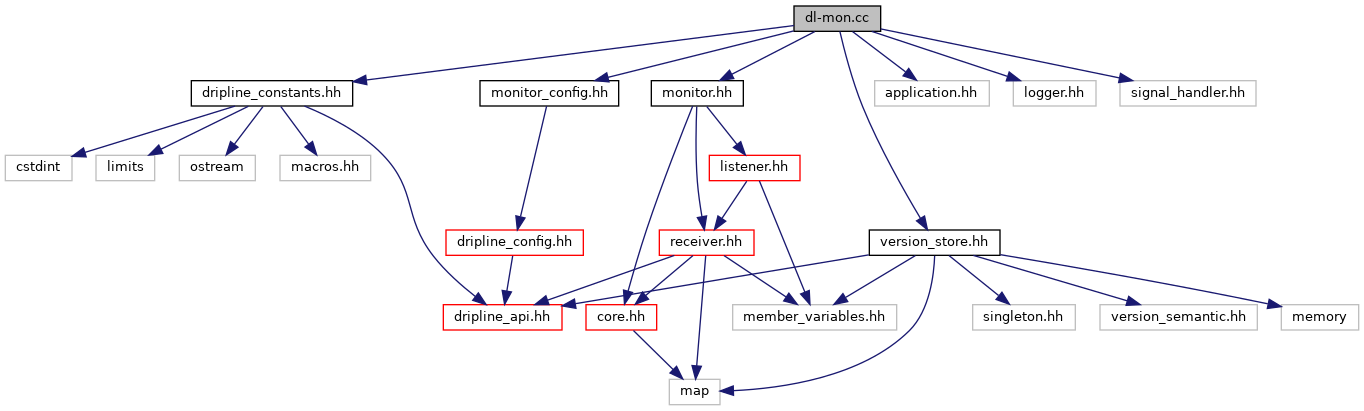 dl-mon.cc
dripline_constants.hh
monitor_config.hh
monitor.hh
application.hh
logger.hh
signal_handler.hh
cstdint
limits
ostream
macros.hh
listener.hh
dripline_config.hh
receiver.hh
version_store.hh
dripline_api.hh
core.hh
member_variables.hh
singleton.hh
version_semantic.hh
memory
map